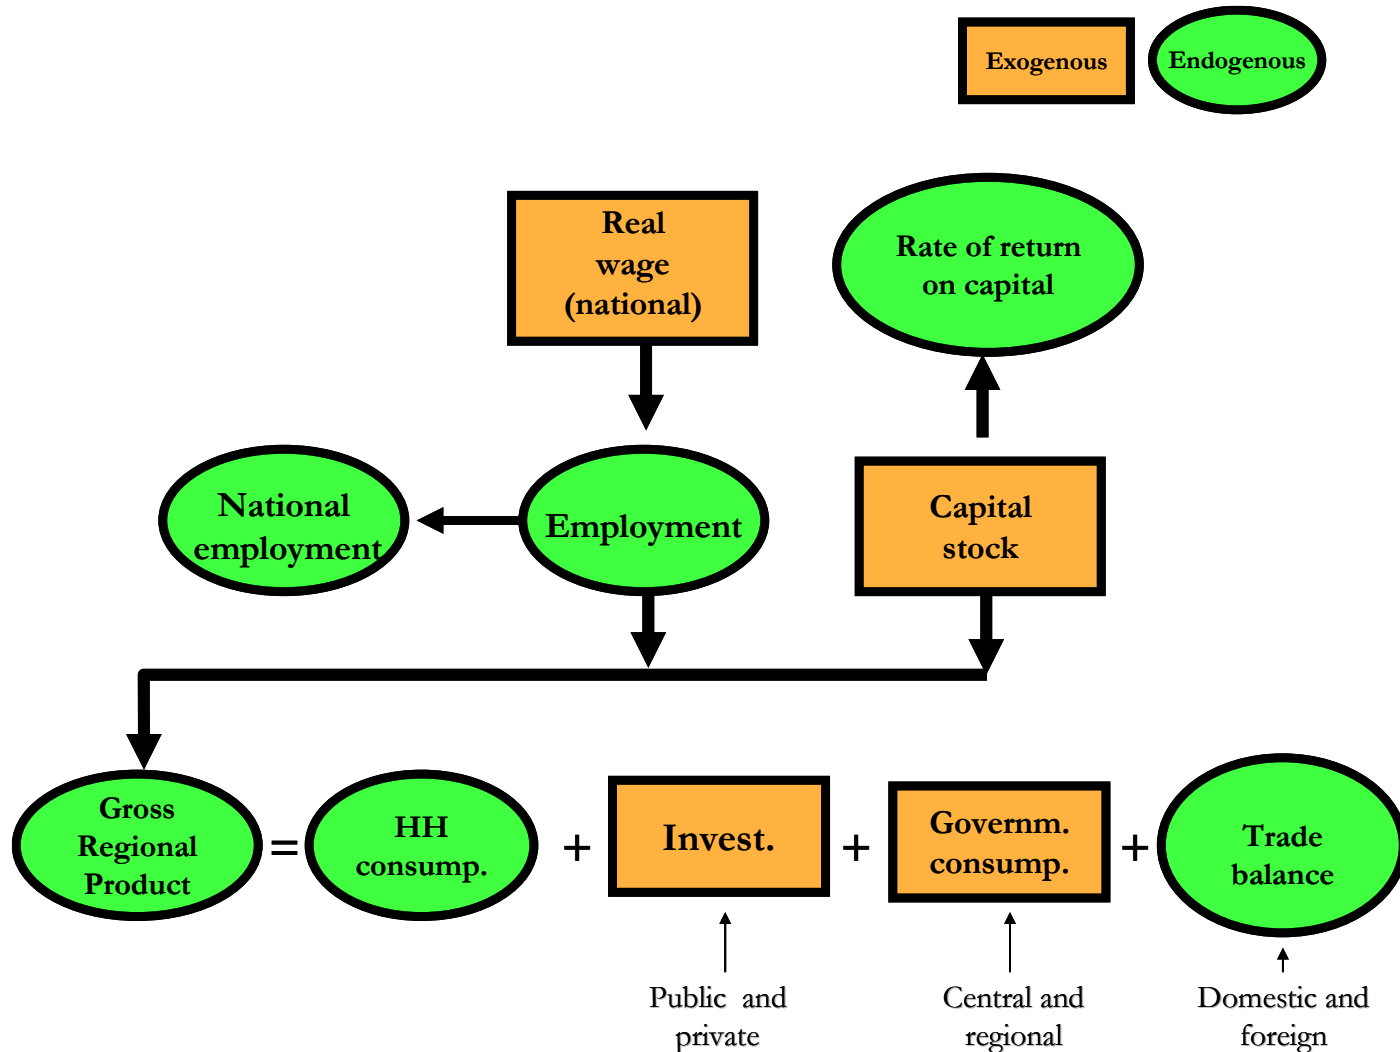 Exogenous
Endogenous
Real
wage
(national)
Rate of return
on capital
National
employment
Employment
Capital
stock
Gross
Regional
Product
=
HH
consump.
+
Invest.
+
Governm.
consump.
+
Trade
balance
Public and
private
Central and
regional
Domestic and
foreign